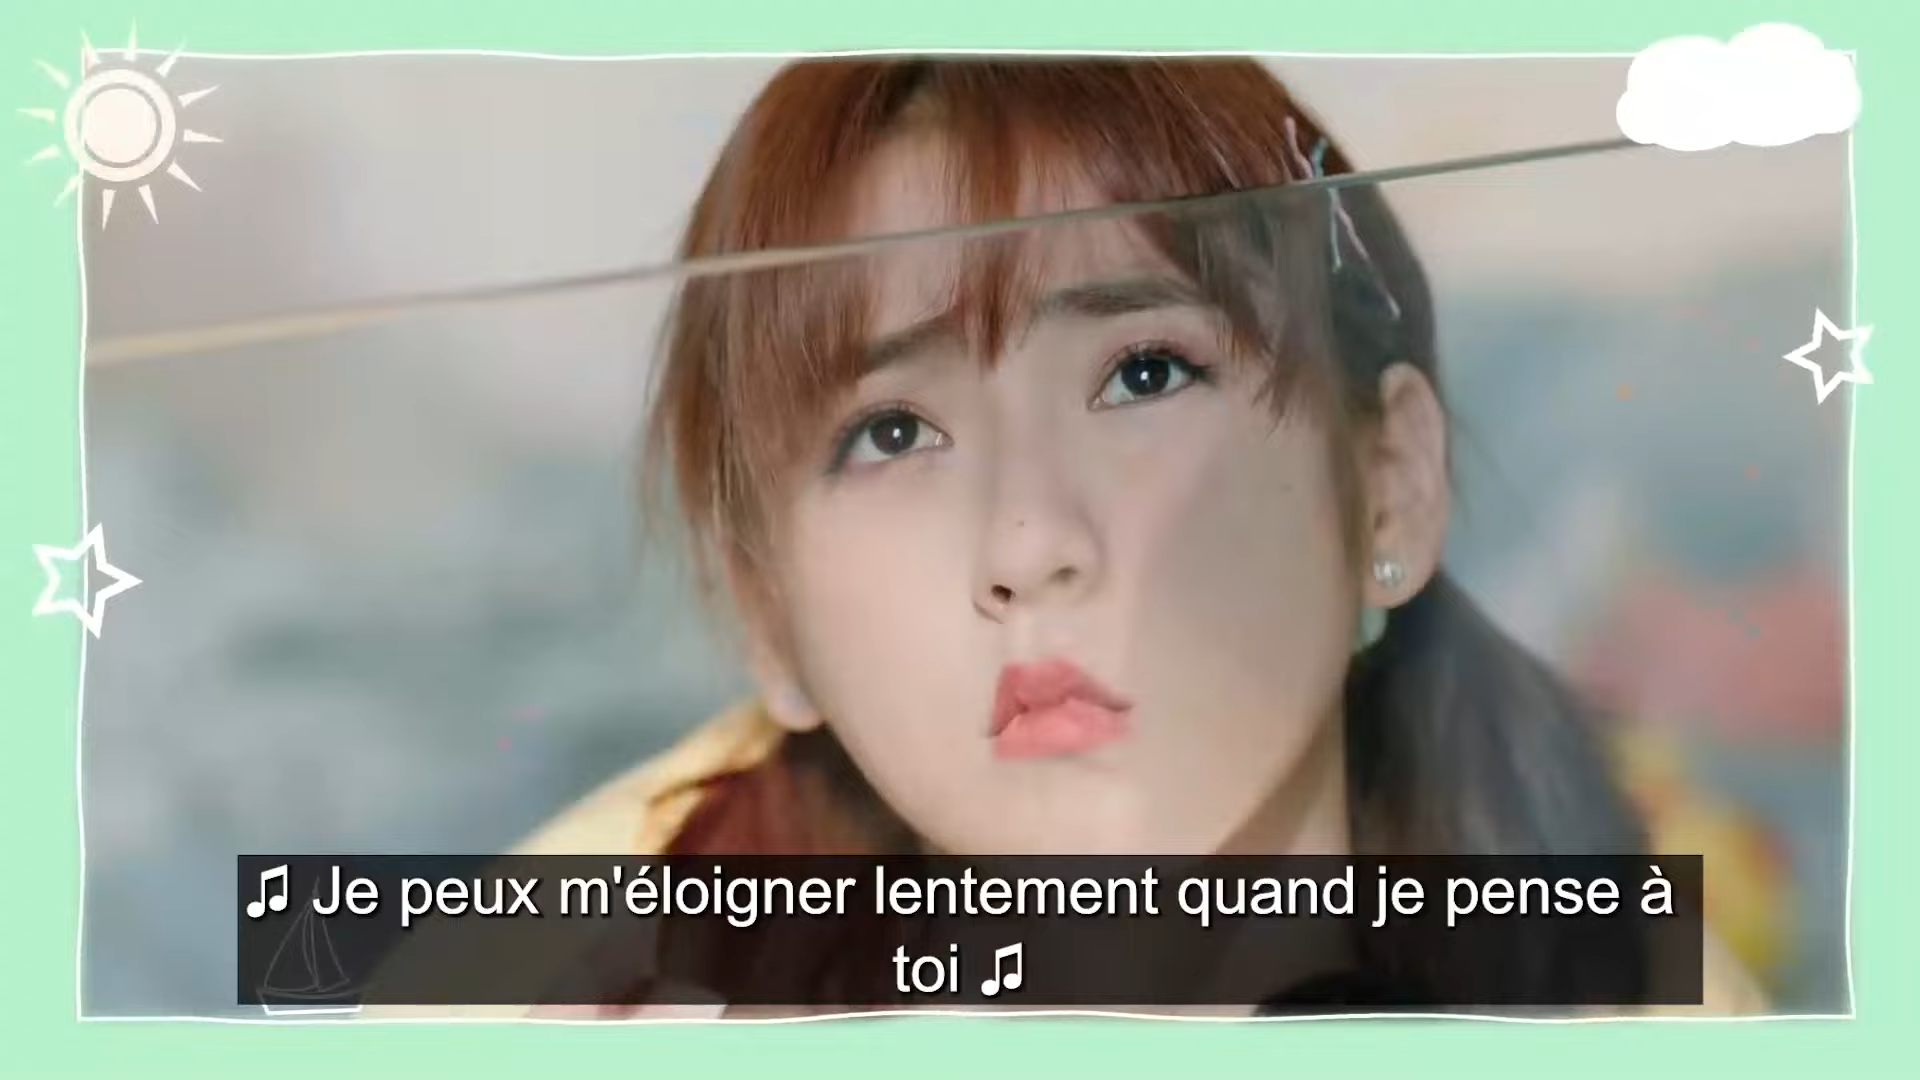 ♫ Je peux m'éloigner lentement quand je pense à
toi ♫